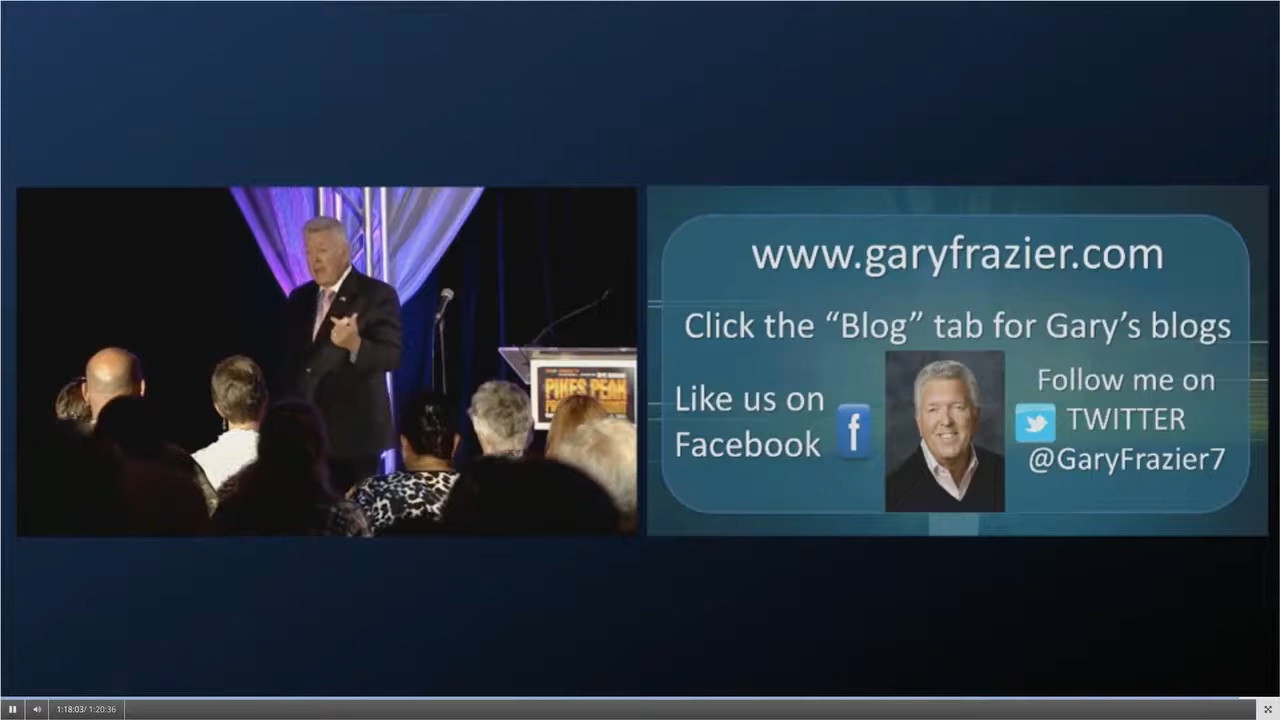 www.garyfrazier.com
Click the “Blog” tab for Gary’s blogs
Like us on
Facebook
f
Follow me on
TWITTER
@GaryFrazier7
PIKES PEAK
1:18:03/ 1:20:36